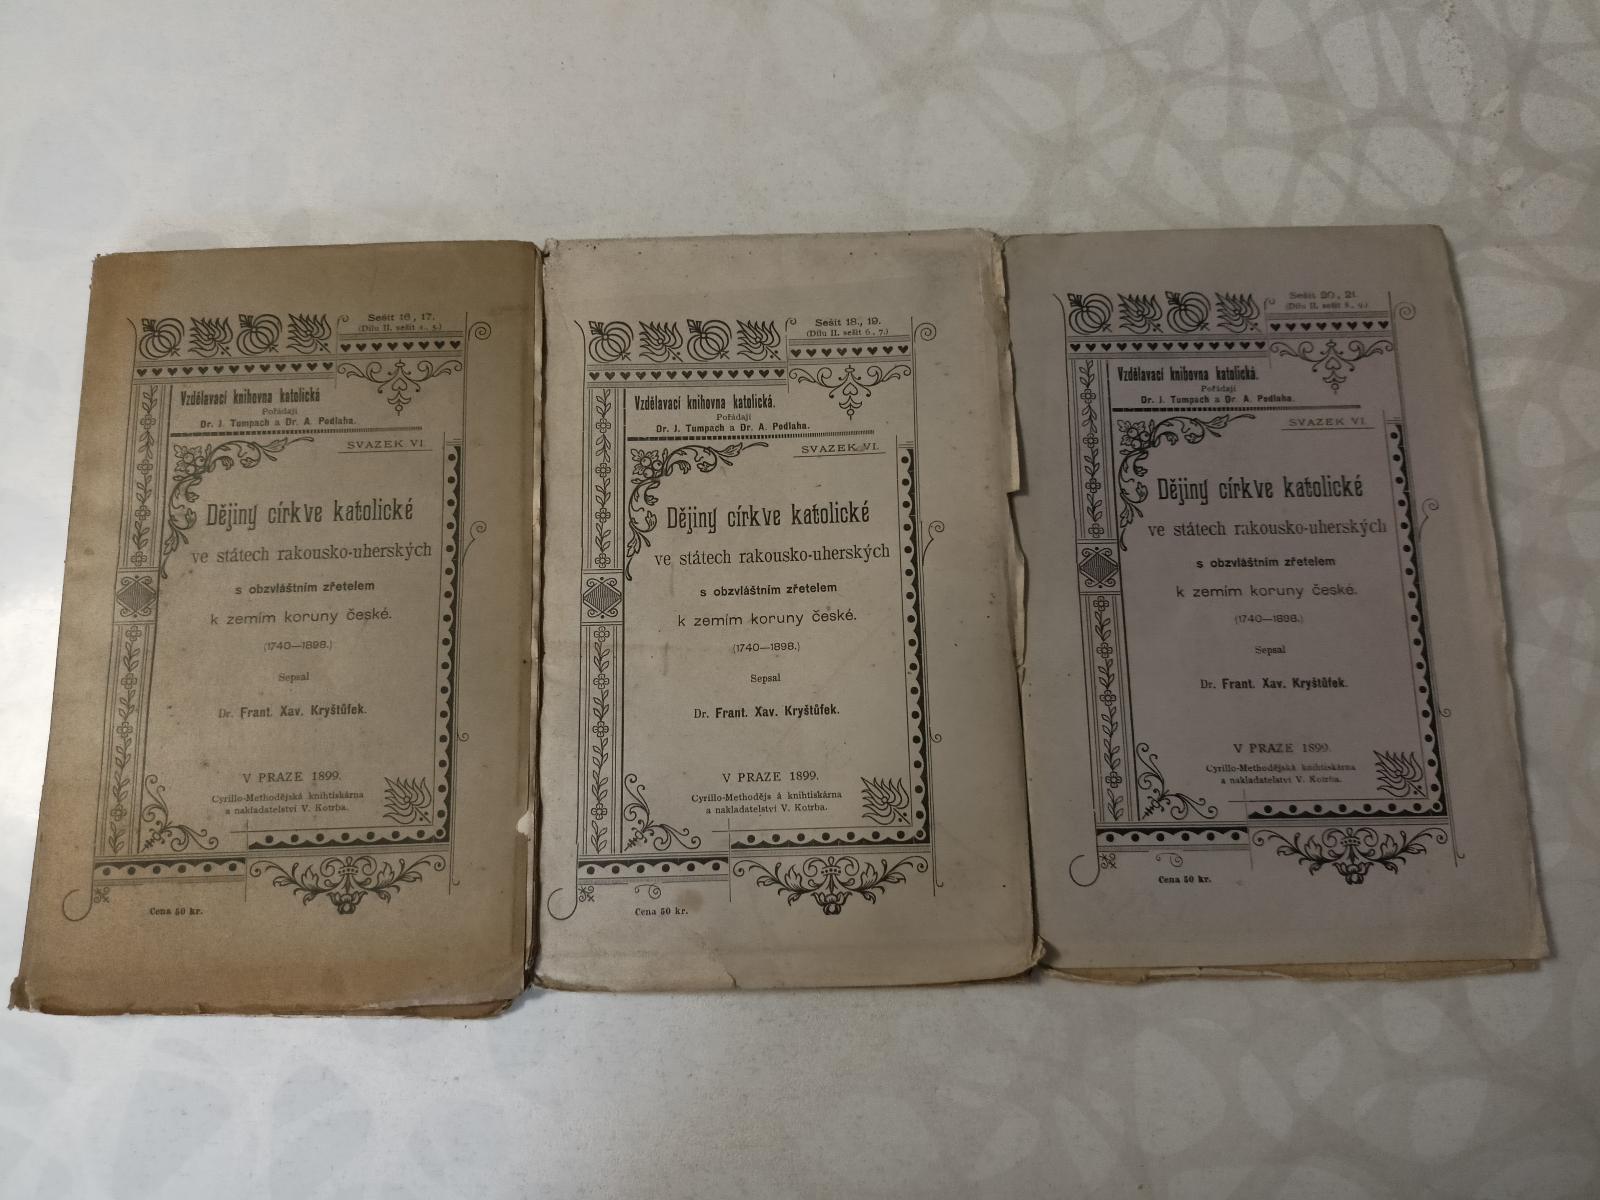 Sešit 16, 17.
(Dílu II. sešit 4., 5.)
Vzdělavací knihovna katolická
Pořádají
Dr. J. Tumpach a Dr. A. Podlaha.
SVAZEK VI.
Dějiny církve katolické
ve státech rakousko-uherských
s obzvláštním zřetelem
k zemím koruny české.
(1740—1898.)
Sepsal
Dr. Frant. Xav. Kryštůfek.
V PRAZE 1899.
Cyrillo-Methodějská knihtiskárna
a nakladatelství V. Kotrba.
Cena 50 kr.
Sešit 18., 19.
(Dílu II. sešit 6., 7.)
Vzdělavací knihovna katolická.
Pořádají
Dr. J. Tumpach a Dr. A. Podlaha.
SVAZEK VI.
Dějiny církve katolické
ve státech rakousko-uherských
s obzvláštním zřetelem
k zemím koruny české.
(1740—1898.)
Sepsal
Dr. Frant. Xav. Kryštůfek.
V PRAZE 1899.
Cyrillo-Methodějs á knihtiskárna
a nakladatelství V. Kotrba.
Cena 50 kr.
Sešit 20, 21.
(Dílu II. sešit 8., 9.)
Vzdělavací knihovna katolická.
Pořádají
Dr. J. Tumpach a Dr. A. Podlaha.
SVAZEK VI.
Dějiny církve katolické
ve státech rakousko-uherských
s obzvláštním zřetelem
k zemím koruny české.
(1740—1898.)
Sepsal
Dr. Frant. Xav. Kryštůfek.
V PRAZE 1899.
Cyrillo-Methodějská knihtiskárna
a nakladatelství V. Kotrba.
Cena 50 kr.